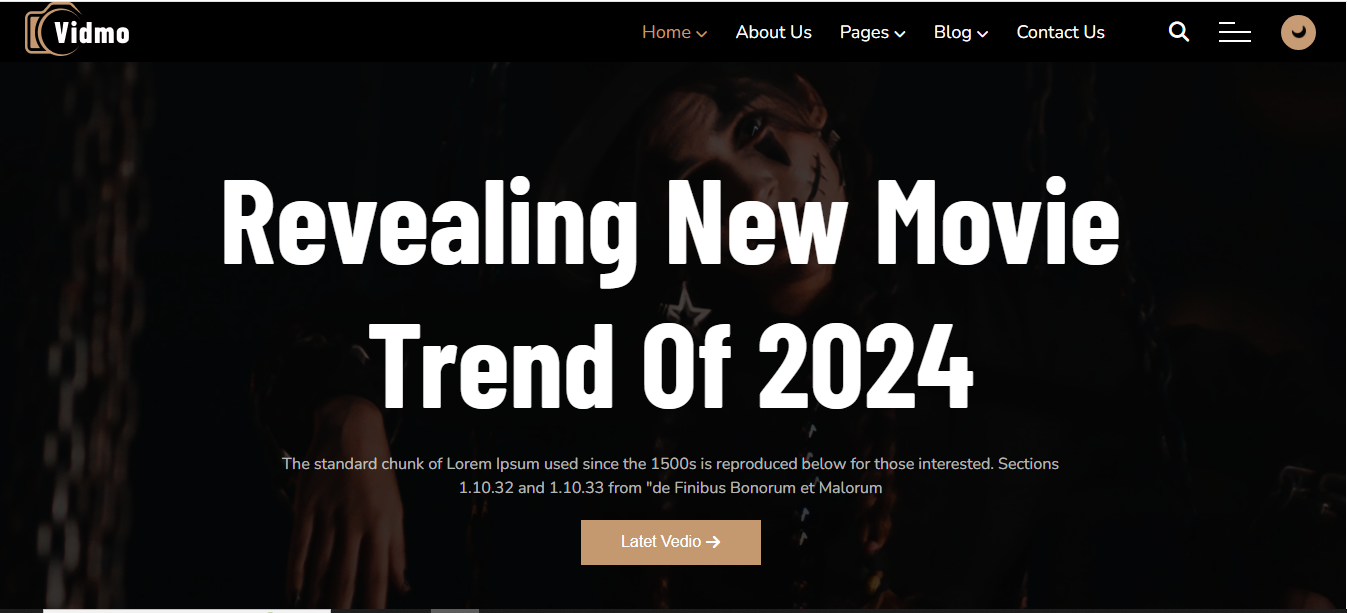 Vidmo
Home About Us Pages Blog Contact Us
Revealing New Movie
Trend Of 2024
The standard chunk of Lorem Ipsum used since the 1500s is reproduced below for those interested. Sections
1.10.32 and 1.10.33 from "de Finibus Bonorum et Malorum
Latet Vedio